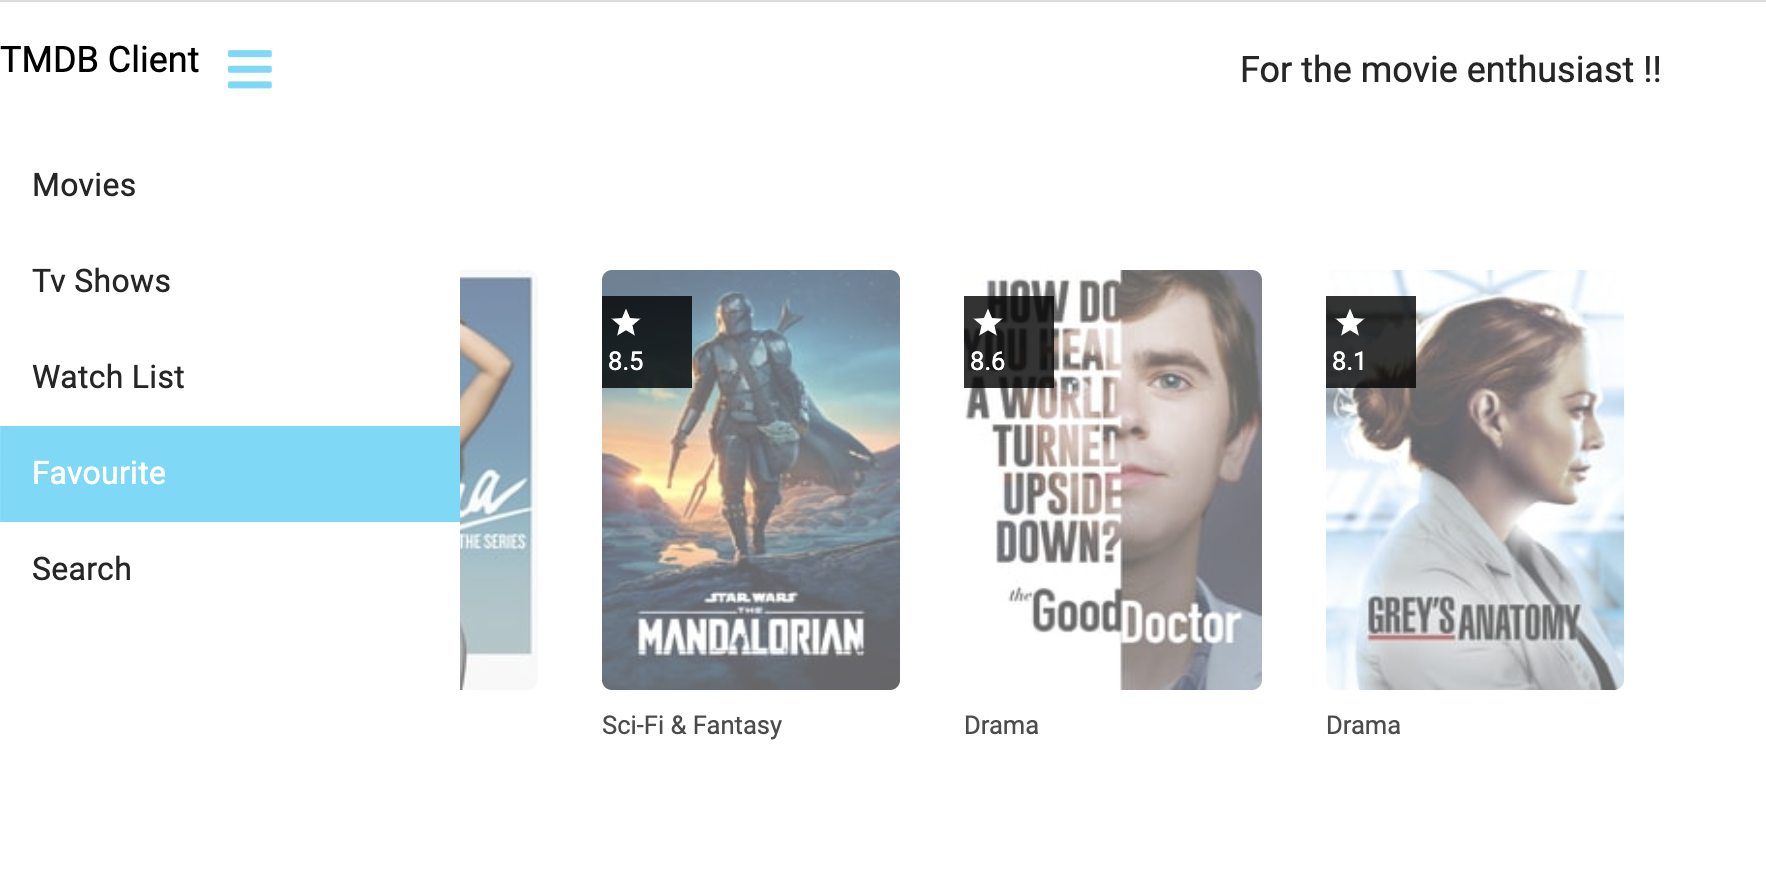 TMDB Client
For the movie enthusiast !!
Movies
Tv Shows
Watch List
Favourite
Search
THE SERIES
8.5
STAR WARS
THE
MANDALORIAN
Sci-Fi & Fantasy
8.6
HOW DO
YOU HEAL
A WORLD
TURNED
UPSIDE
DOWN?
the Good Doctor
Drama
8.1
GREY'S ANATOMY
Drama